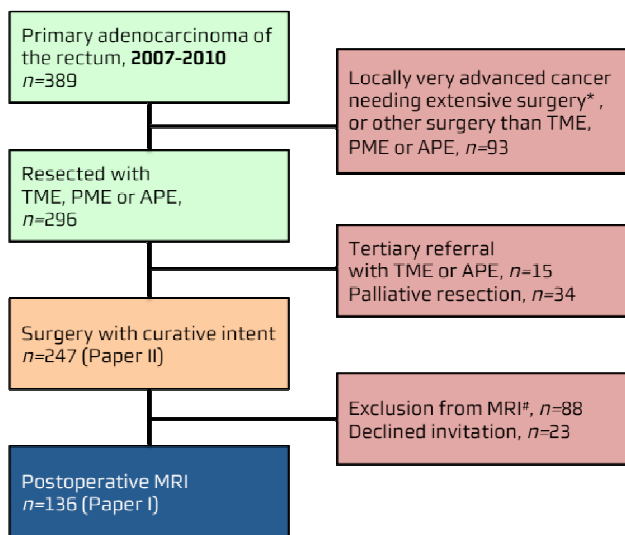 Primary adenocarcinoma of
the rectum, 2007-2010
n=389
Locally very advanced cancer
needing extensive surgery* ,
or other surgery than TME,
PME or APE, n=93
Resected with
TME, PME or APE,
n=296
Tertiary referral
with TME or APE, n=15
Palliative resection, n=34
Surgery with curative intent
n=247 (Paper II)
Exclusion from MRI#, n=88
Declined invitation, n=23
Postoperative MRI
n=136 (Paper I)